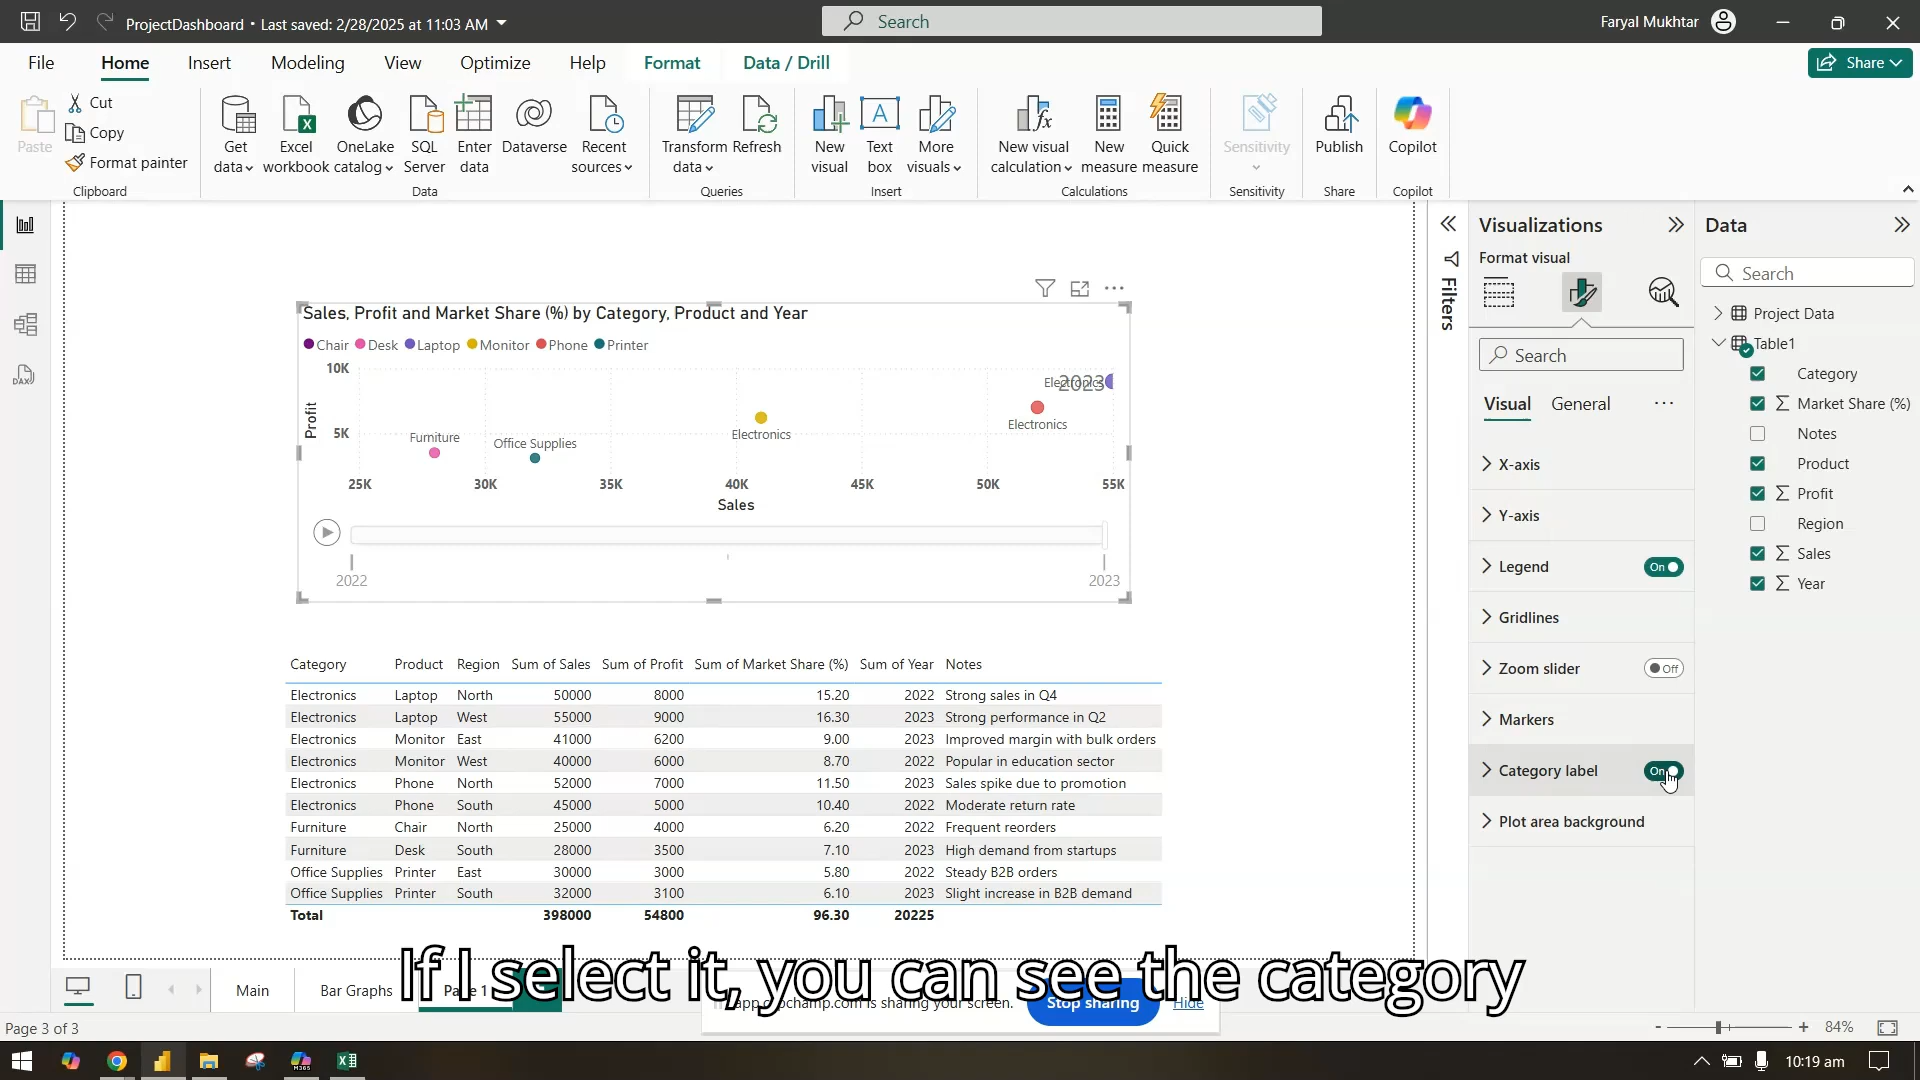 ProjectDashboard • Last saved: 2/28/2025 at 11:03 AM
Search
Faryal Mukhtar
File Home Insert Modeling View Optimize Help Format Data / Drill
Share
Paste
Cut
Copy
Format painter
Clipboard
Get data
Excel workbook
OneLake catalog
SQL Server
Enter data
Dataverse
Recent sources
Data
Transform data
Refresh
Queries
New visual
Text box
More visuals
Insert
New visual calculation
New measure
Quick measure
Calculations
Sensitivity
Sensitivity
Publish
Share
Copilot
Copilot
Sales, Profit and Market Share (%) by Category, Product and Year
Chair Desk Laptop Monitor Phone Printer
10K
5K
Profit
2023
Electronics
Electronics
Electronics
Furniture
Office Supplies
25K 30K 35K 40K 45K 50K 55K
Sales
2022 2023
Category Product Region Sum of Sales Sum of Profit Sum of Market Share (%) Sum of Year Notes
Electronics Laptop North 50000 8000 15.20 2022 Strong sales in Q4
Electronics Laptop West 55000 9000 16.30 2023 Strong performance in Q2
Electronics Monitor East 41000 6200 9.00 2023 Improved margin with bulk orders
Electronics Monitor West 40000 6000 8.70 2022 Popular in education sector
Electronics Phone North 52000 7000 11.50 2023 Sales spike due to promotion
Electronics Phone South 45000 5000 10.40 2022 Moderate return rate
Furniture Chair North 25000 4000 6.20 2022 Frequent reorders
Furniture Desk South 28000 3500 7.10 2023 High demand from startups
Office Supplies Printer East 30000 3000 5.80 2022 Steady B2B orders
Office Supplies Printer South 32000 3100 6.10 2023 Slight increase in B2B demand
Total 398000 54800 96.30 20225
Filters
Visualizations
Format visual
Search
Visual General
X-axis
Y-axis
Legend On
Gridlines
Zoom slider Off
Markers
Category label On
Plot area background
Data
Search
Project Data
Table1
Category
Market Share (%)
Notes
Product
Profit
Region
Sales
Year
If I select it, you can see the category
Main Bar Graphs Page 1
is sharing your screen. Stop sharing Hide
Page 3 of 3
84%
10:19 am